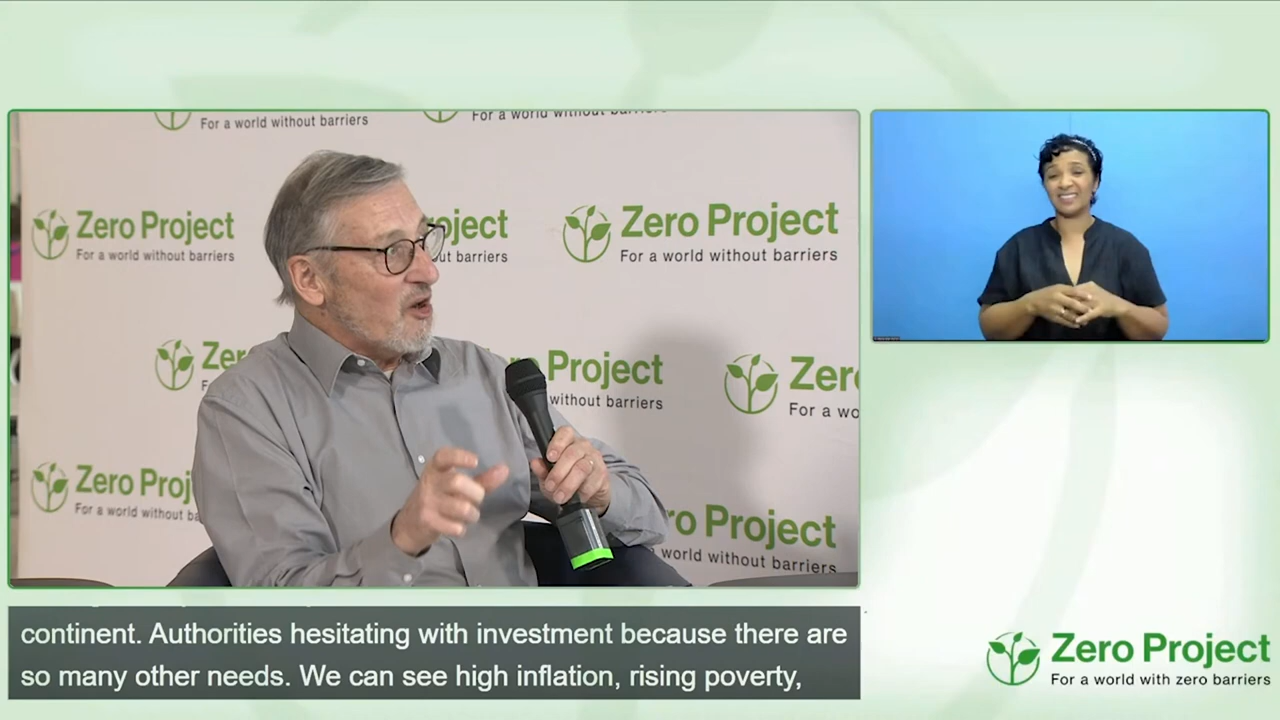 For a world without barriers
For a world without barriers
Zero Project
For a world without barriers
oject
out barriers
Zero Project
For a world without barriers
Zer
F
Project
without barriers
Zer
For a wo
Zero Proj
For a world without ba
ro Project
a world without barriers
continent. Authorities hesitating with investment because there are
so many other needs. We can see high inflation, rising poverty,
Zero Project
For a world with zero barriers